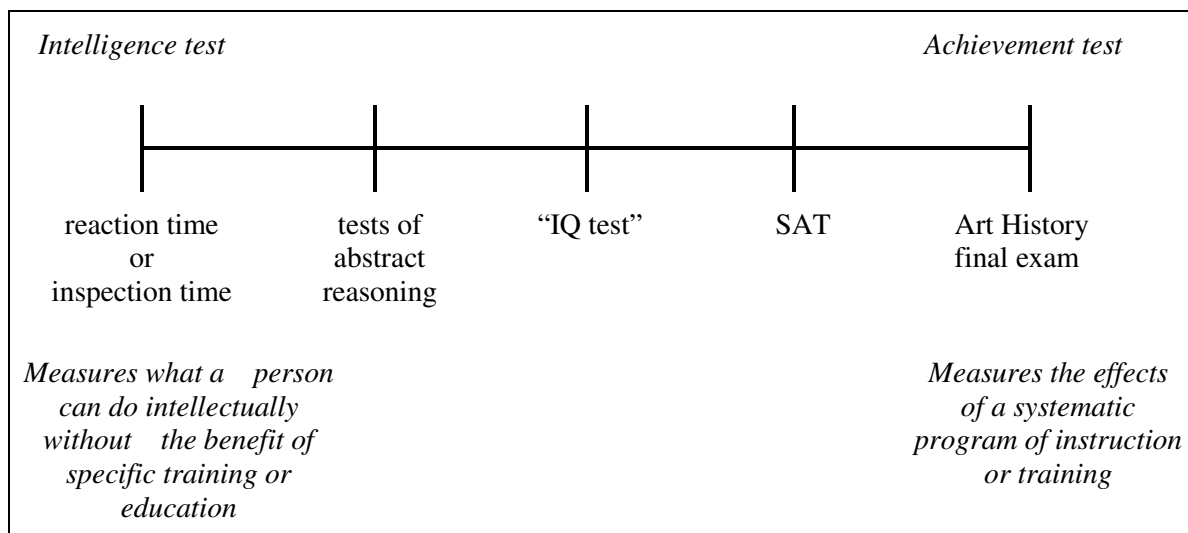 Intelligence test
Achievement test
reaction time
or
inspection time
tests of
abstract
reasoning
“IQ test”
SAT
Art History
final exam
Measures what a person
can do intellectually
without the benefit of
specific training or
education
Measures the effects
of a systematic
program of instruction
or training